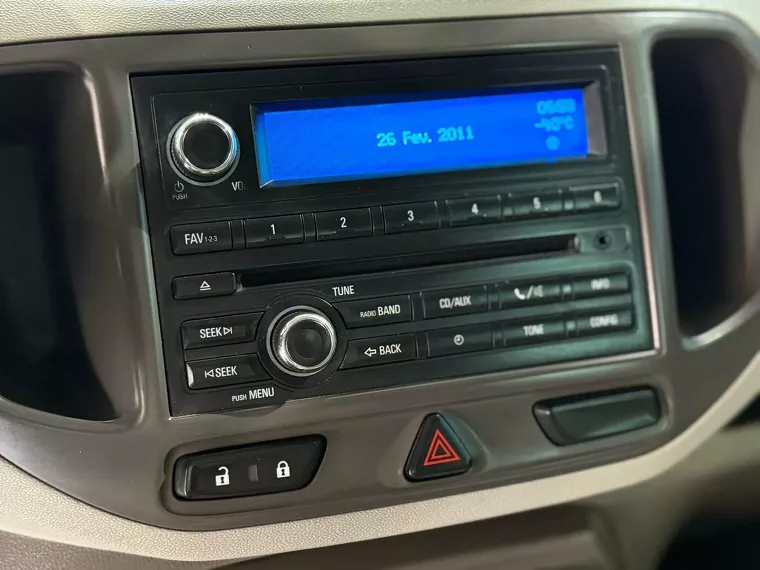 26 Fev. 2011
-40°C
PUSH
VOL
FAV 1-2-3
1
2
3
4
5
6
TUNE
RADIO BAND
CD/AUX
INFO
SEEK
BACK
TONE
CONFIG
SEEK
PUSH MENU